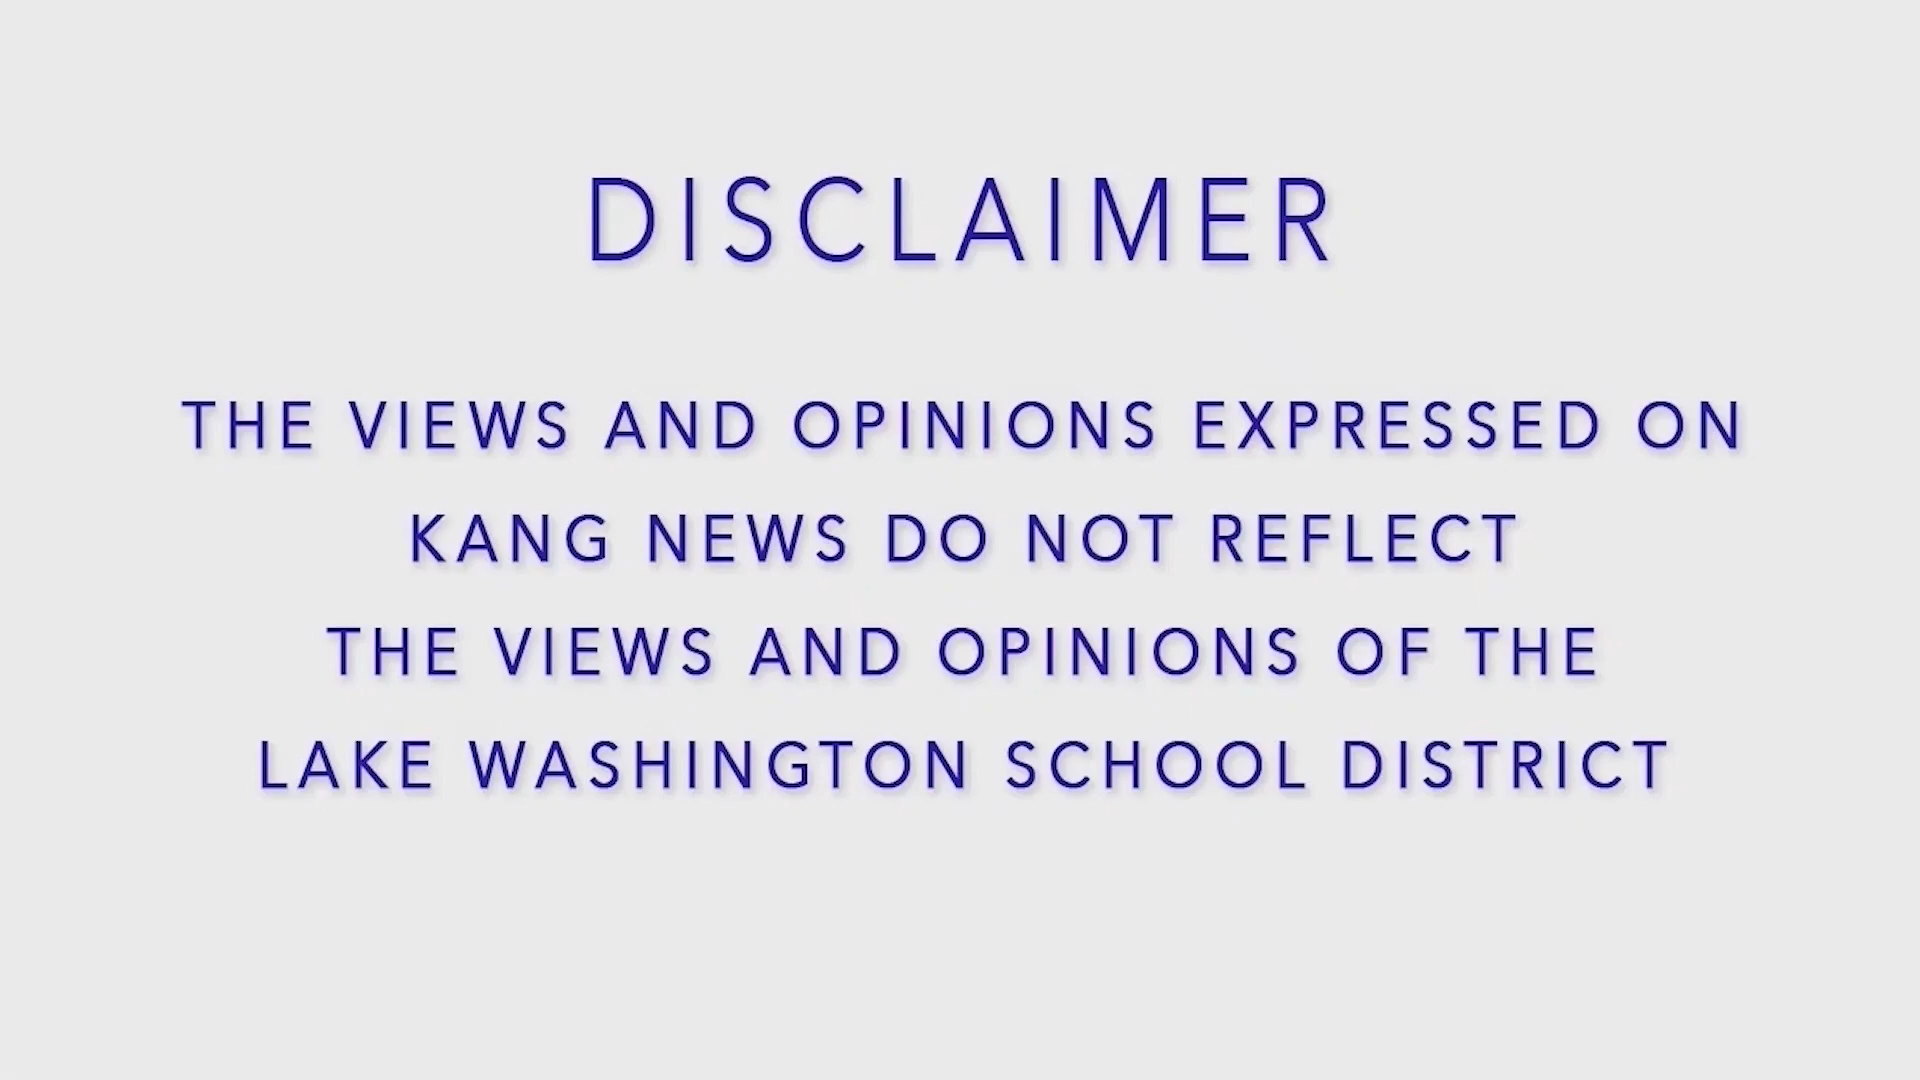 DISCLAIMER
THE VIEWS AND OPINIONS EXPRESSED ON
KANG NEWS DO NOT REFLECT
THE VIEWS AND OPINIONS OF THE
LAKE WASHINGTON SCHOOL DISTRICT